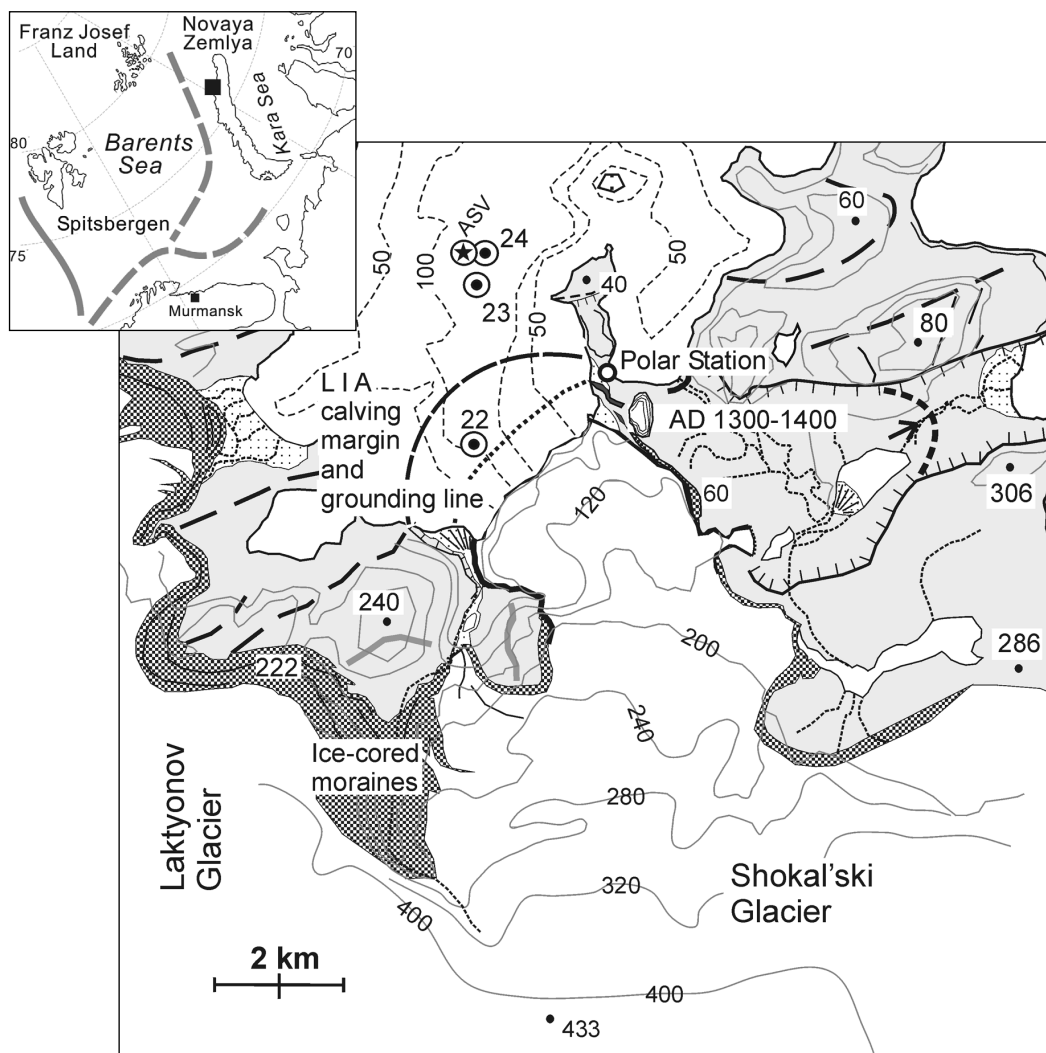 Franz Josef
Land
Novaya
Zemlya
70
Kara Sea
80
Barents
Sea
Spitsbergen
75
Murmansk
50
100
ASV
24
23
50
50
40
60
80
Polar Station
L I A
calving
margin
and
grounding line
22
AD 1300-1400
120
60
306
240
222
200
286
240
Ice-cored
moraines
280
Laktyonov
Glacier
320
Shokal'ski
Glacier
400
2 km
400
433